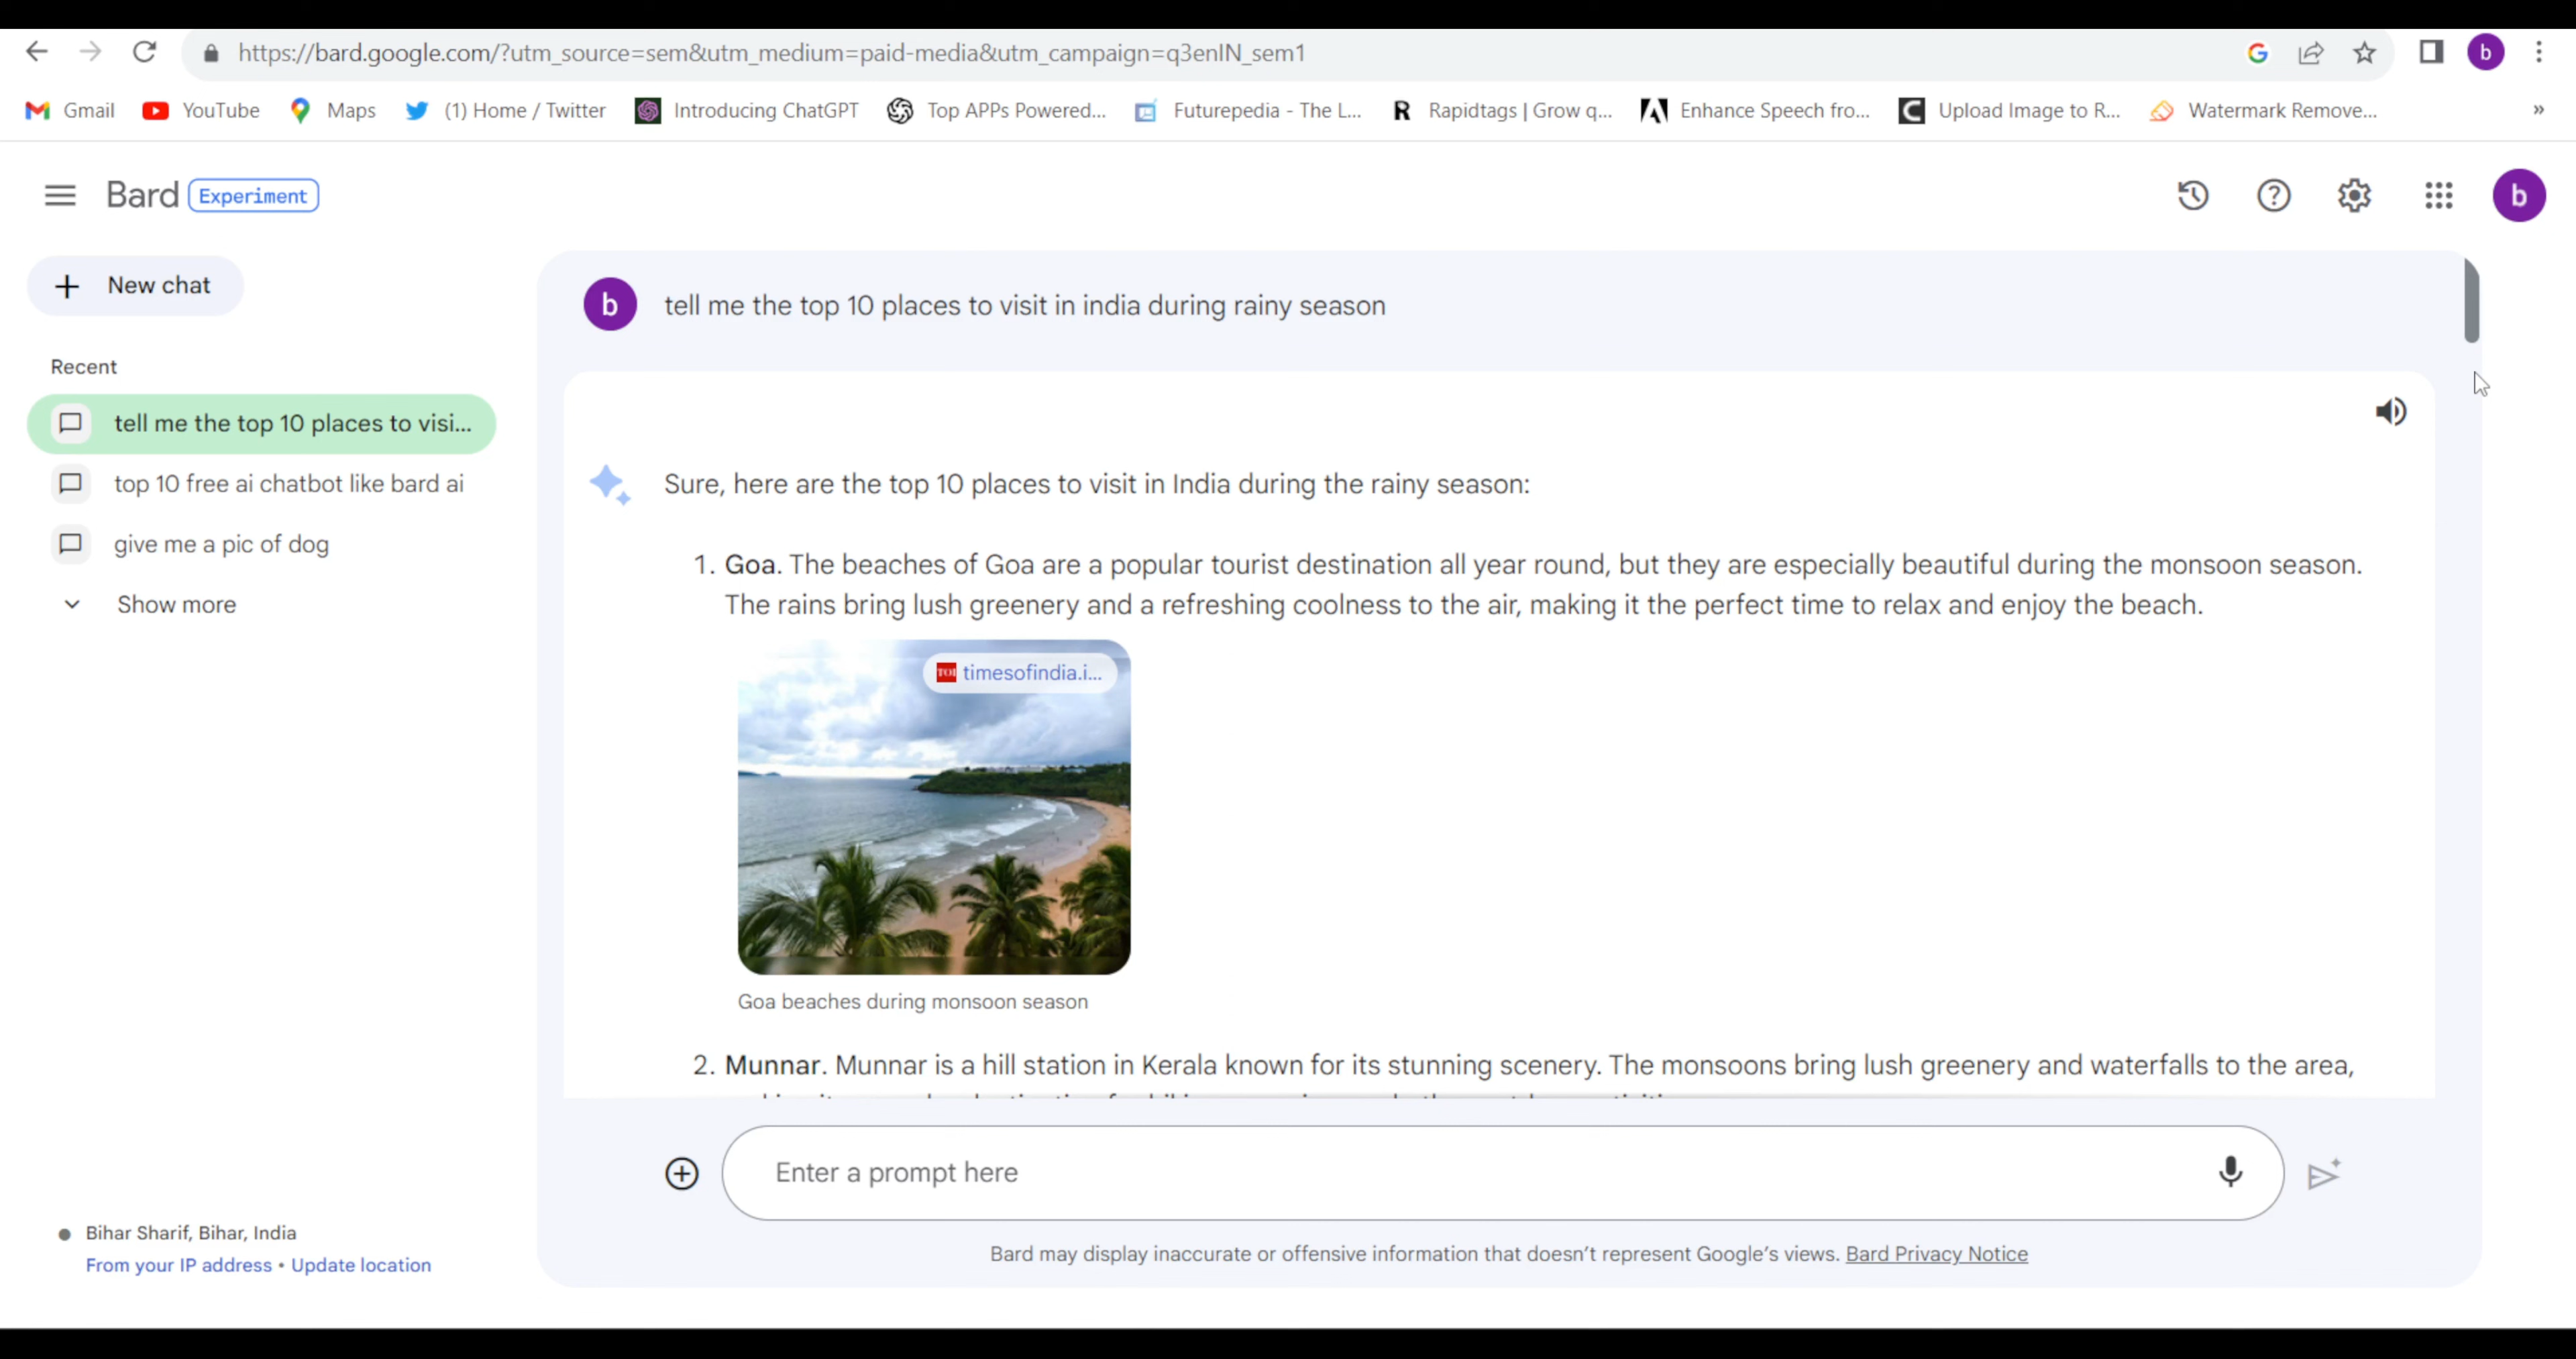 https://bard.google.com/?utm_source=sem&utm_medium=paid-media&utm_campaign=q3enIN_sem1
b
Gmail
YouTube
Maps
(1) Home / Twitter
Introducing ChatGPT
Top APPs Powered...
Futurepedia - The L...
R
Rapidtags | Grow q...
Enhance Speech fro...
Upload Image to R...
Watermark Remove...
»
Bard Experiment
b
New chat
Recent
tell me the top 10 places to visi...
top 10 free ai chatbot like bard ai
give me a pic of dog
Show more
Bihar Sharif, Bihar, India
From your IP address • Update location
b
tell me the top 10 places to visit in india during rainy season
Sure, here are the top 10 places to visit in India during the rainy season:
1. Goa. The beaches of Goa are a popular tourist destination all year round, but they are especially beautiful during the monsoon season.
The rains bring lush greenery and a refreshing coolness to the air, making it the perfect time to relax and enjoy the beach.
TOI timesofindia.i...
Goa beaches during monsoon season
2. Munnar. Munnar is a hill station in Kerala known for its stunning scenery. The monsoons bring lush greenery and waterfalls to the area,
Enter a prompt here
Bard may display inaccurate or offensive information that doesn't represent Google's views. Bard Privacy Notice